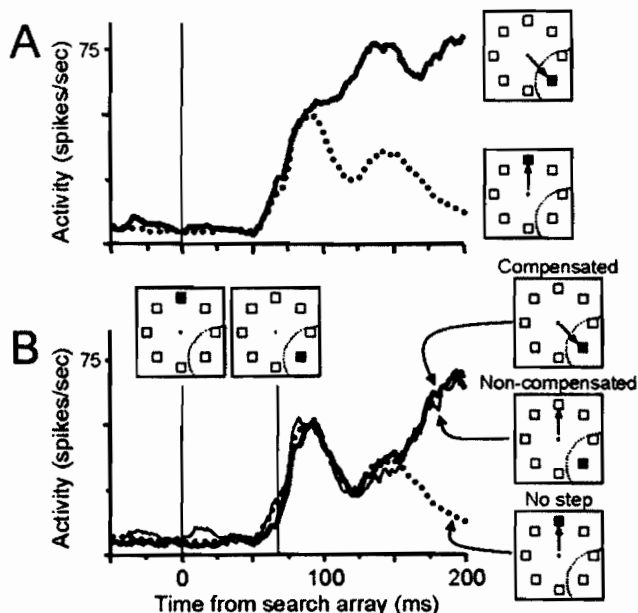 A
75
Activity (spikes/sec)
Compensated
B
75
Activity (spikes/sec)
Non-compensated
No step
0
100
200
Time from search array (ms)